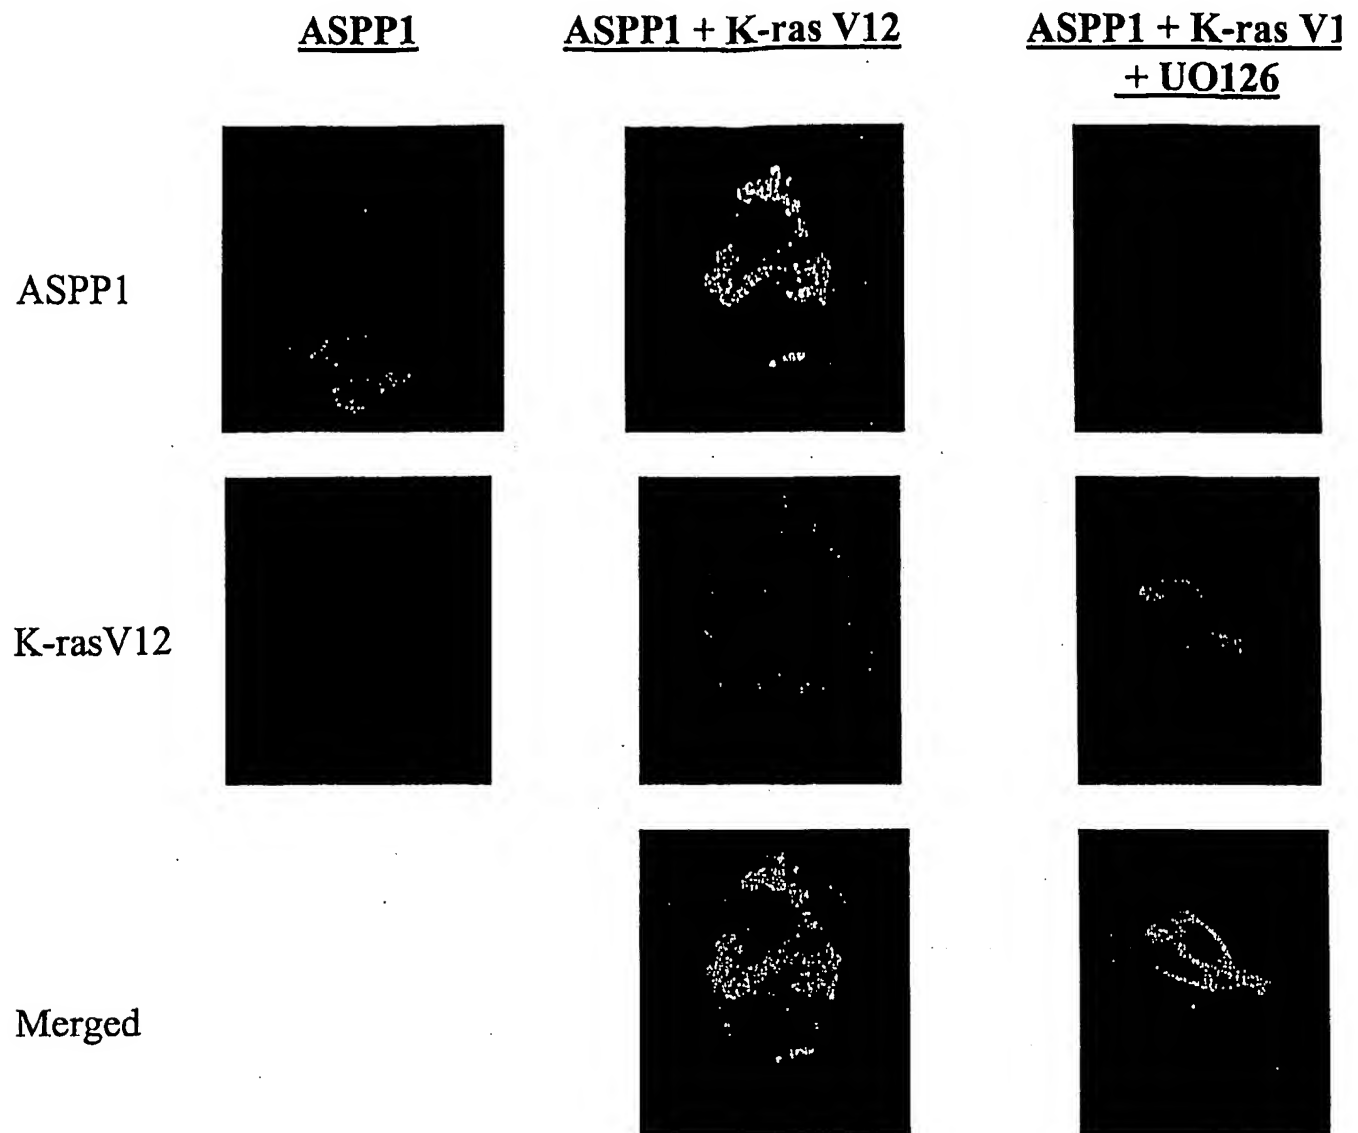 ASPP1
ASPP1 + K-ras V12
ASPP1 + K-ras V1
+ UO126
ASPP1
K-rasV12
Merged